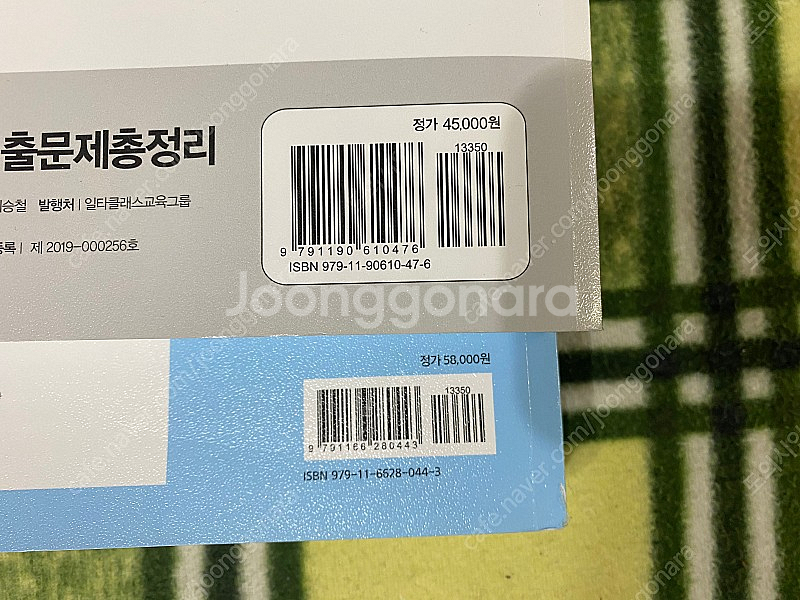 출문제총정리
승철 발행처 | 일타클래스교육그룹
등록 | 제 2019-000256호
정가 45,000원
13350
9 791190 610476
ISBN 979-11-90610-47-6
Joonggonara
정가 58,000원
13350
9 791166 280443
ISBN 979-11-6628-044-3